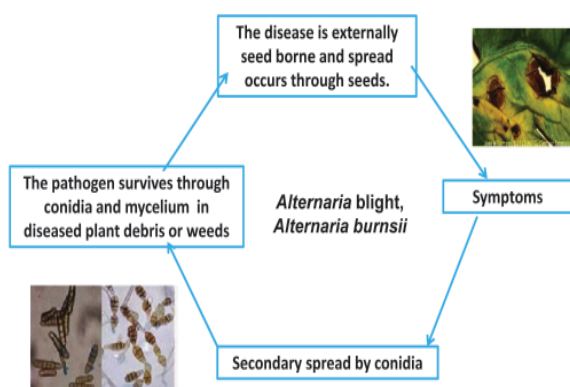 The disease is externally
seed borne and spread
occurs through seeds.
The pathogen survives through
conidia and mycelium in
diseased plant debris or weeds
Alternaria blight,
Alternaria burnsii
Symptoms
Secondary spread by conidia